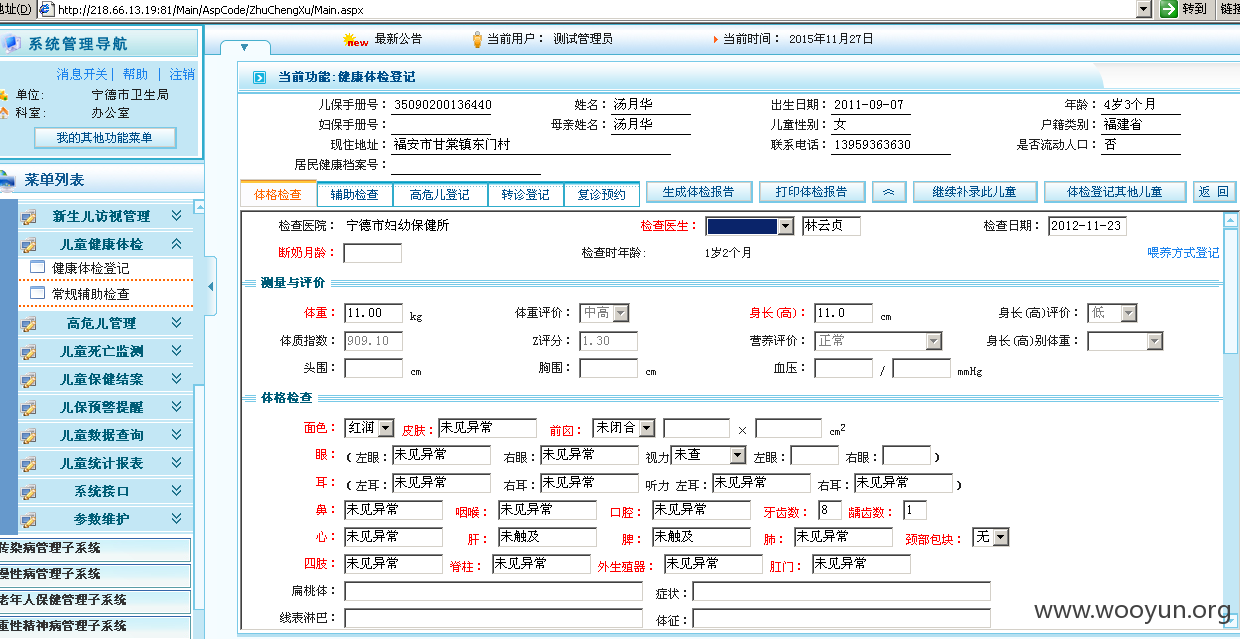 址(D) http://218.66.13.19:81/Main/AspCode/ZhuChengXu/Main.aspx 转到 链接
系统管理导航 new 最新公告 当前用户： 测试管理员 当前时间： 2015年11月27日
消息开关| 帮助 | 注销
单位: 宁德市卫生局
科室: 办公室
我的其他功能菜单
菜单列表
新生儿访视管理
儿童健康体检
健康体检登记
常规辅助检查
高危儿管理
儿童死亡监测
儿童保健结案
儿保预警提醒
儿童数据查询
儿童统计报表
系统接口
参数维护
传染病管理子系统
慢性病管理子系统
老年人保健管理子系统
重性精神病管理子系统
当前功能:健康体检登记
儿保手册号： 35090200136440 姓名： 汤月华 出生日期： 2011-09-07 年龄： 4岁3个月
妇保手册号： 母亲姓名： 汤月华 儿童性别： 女 户籍类别： 福建省
现住地址： 福安市甘棠镇东门村 联系电话： 13959363630 是否流动人口： 否
居民健康档案号：
体格检查 辅助检查 高危儿登记 转诊登记 复诊预约 生成体检报告 打印体检报告 继续补录此儿童 体检登记其他儿童 返 回
检查医院： 宁德市妇幼保健所 检查医生： 林云贞 检查日期： 2012-11-23
断奶月龄： 检查时年龄: 1岁2个月 喂养方式登记
测量与评价
体重： 11.00 kg 体重评价： 中高 身长(高)： 11.0 cm 身长(高)评价： 低
体质指数： 909.10 Z评分： 1.30 营养评价： 正常 身长(高)别体重：
头围： cm 胸围： cm 血压： / mmHg
体格检查
面色： 红润 皮肤： 未见异常 前囟： 未闭合 × cm2
眼： ( 左眼： 未见异常 右眼： 未见异常 视力 未查 左眼： 右眼： )
耳： ( 左耳： 未见异常 右耳： 未见异常 听力 左耳： 未见异常 右耳： 未见异常 )
鼻： 未见异常 咽喉： 未见异常 口腔： 未见异常 牙齿数： 8 龋齿数： 1
心： 未见异常 肝： 未触及 脾： 未触及 肺： 未见异常 颈部包块： 无
四肢： 未见异常 脊柱： 未见异常 外生殖器： 未见异常 肛门： 未见异常
扁桃体： 症状：
浅表淋巴： 体征：
www.wooyun.org